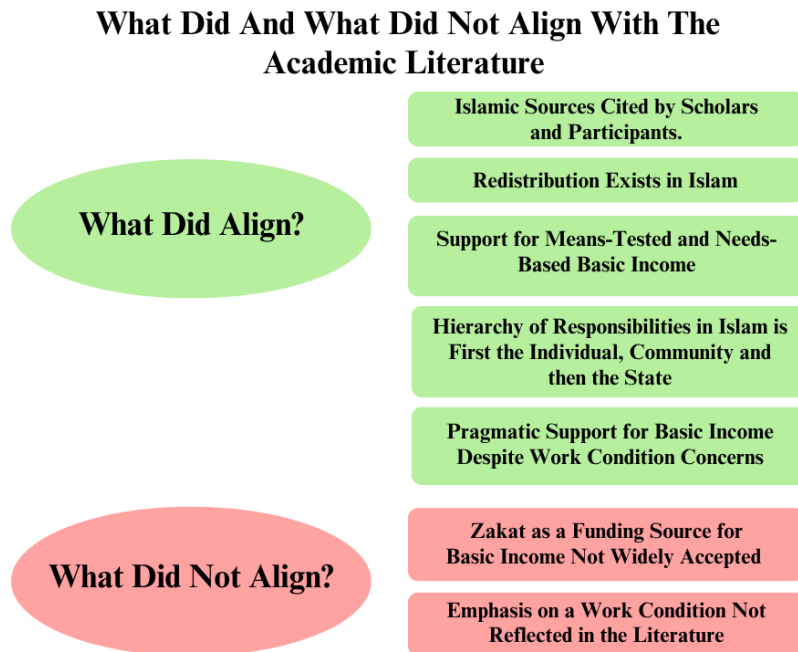 What Did And What Did Not Align With The
Academic Literature
What Did Align?
Islamic Sources Cited by Scholars
and Participants.
Redistribution Exists in Islam
Support for Means-Tested and Needs-
Based Basic Income
Hierarchy of Responsibilities in Islam is
First the Individual, Community and
then the State
Pragmatic Support for Basic Income
Despite Work Condition Concerns
What Did Not Align?
Zakat as a Funding Source for
Basic Income Not Widely Accepted
Emphasis on a Work Condition Not
Reflected in the Literature